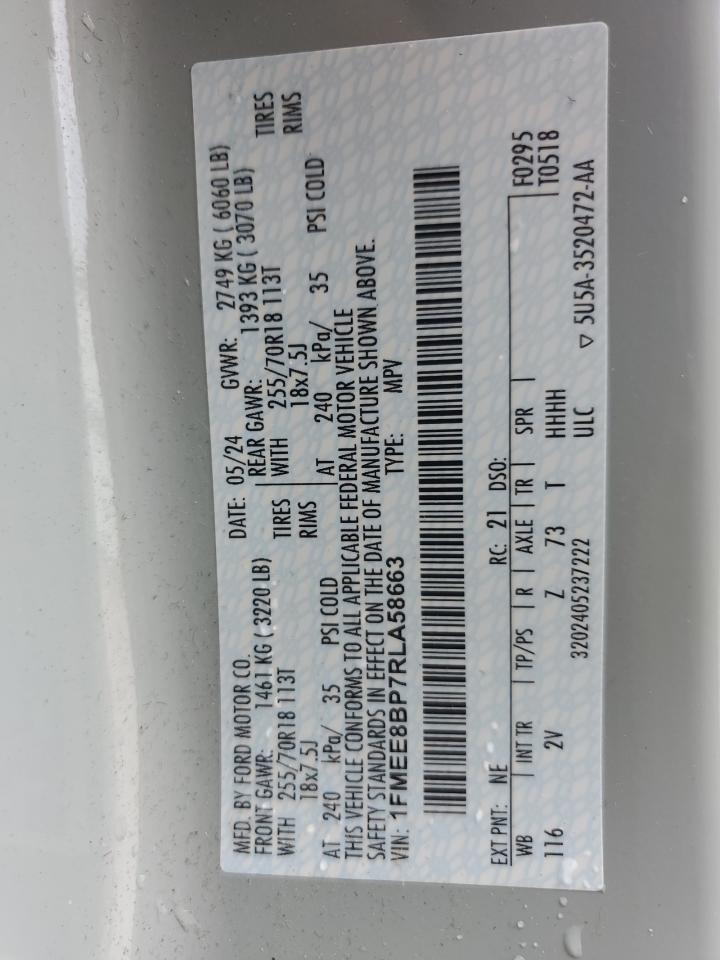 MFD. BY FORD MOTOR CO. DATE: 05/24 GVWR: 2749 KG ( 6060 LB)
FRONT GAWR: 1461 KG ( 3220 LB) REAR GAWR: 1393 KG ( 3070 LB)
WITH 255/70R18 113T TIRES WITH 255/70R18 113T TIRES
18x7.5J RIMS 18x7.5J RIMS
AT 240 kPa/ 35 PSI COLD AT 240 kPa/ 35 PSI COLD
THIS VEHICLE CONFORMS TO ALL APPLICABLE FEDERAL MOTOR VEHICLE
SAFETY STANDARDS IN EFFECT ON THE DATE OF MANUFACTURE SHOWN ABOVE.
VIN: 1FMEE8BP7RLA58663 TYPE: MPV
EXT PNT: NE RC: 21 DSO: F0295
WB INT TR TP/PS R AXLE TR SPR T0518
116 2V Z 73 T HHHH
3202405237222 ULC ▽ 5U5A-3520472-AA